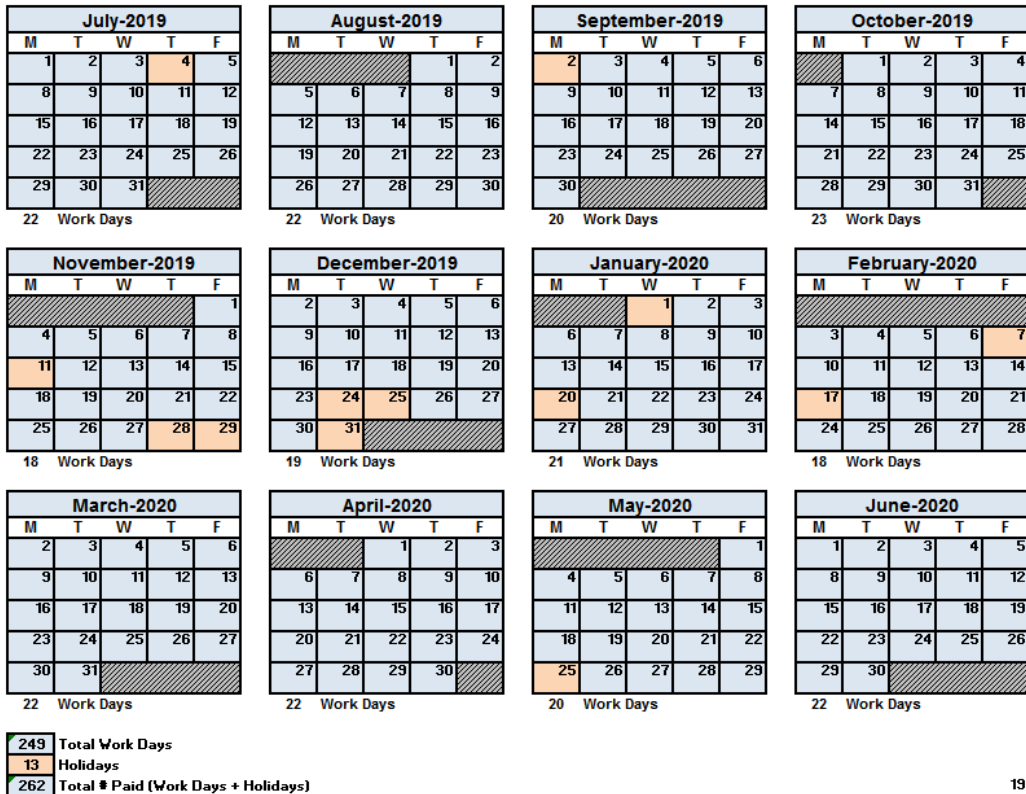 July-2019 August-2019 September-2019 October-2019
M T W T F M T W T F M T W T F M T W T F
1 2 3 4 5 1 2 2 3 4 5 6 1 2 3 4
8 9 10 11 12 5 6 7 8 9 9 10 11 12 13 7 8 9 10 11
15 16 17 18 19 12 13 14 15 16 16 17 18 19 20 14 15 16 17 18
22 23 24 25 26 19 20 21 22 23 23 24 25 26 27 21 22 23 24 25
29 30 31 26 27 28 29 30 30 28 29 30 31
22 Work Days 22 Work Days 20 Work Days 23 Work Days
November-2019 December-2019 January-2020 February-2020
M T W T F M T W T F M T W T F M T W T F
1 2 3 4 5 6 1 2 3
4 5 6 7 8 9 10 11 12 13 6 7 8 9 10 3 4 5 6 7
11 12 13 14 15 16 17 18 19 20 13 14 15 16 17 10 11 12 13 14
18 19 20 21 22 23 24 25 26 27 20 21 22 23 24 17 18 19 20 21
25 26 27 28 29 30 31 27 28 29 30 31 24 25 26 27 28
18 Work Days 19 Work Days 21 Work Days 18 Work Days
March-2020 April-2020 May-2020 June-2020
M T W T F M T W T F M T W T F M T W T F
2 3 4 5 6 1 2 3 1 1 2 3 4 5
9 10 11 12 13 6 7 8 9 10 4 5 6 7 8 8 9 10 11 12
16 17 18 19 20 13 14 15 16 17 11 12 13 14 15 15 16 17 18 19
23 24 25 26 27 20 21 22 23 24 18 19 20 21 22 22 23 24 25 26
30 31 27 28 29 30 25 26 27 28 29 29 30
22 Work Days 22 Work Days 20 Work Days 22 Work Days
249 Total Work Days
13 Holidays
262 Total # Paid (Work Days + Holidays) 19